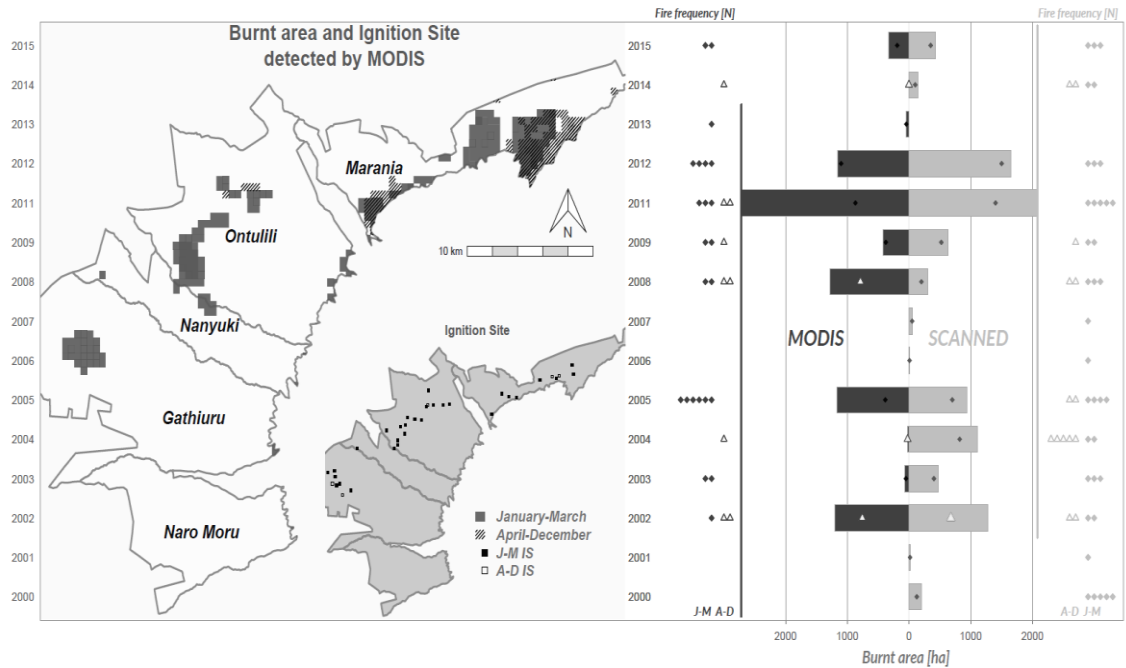 Fire frequency [N]
Fire frequency [N]
Burnt area and Ignition Site
detected by MODIS
2015
2014
2013
2012
2011
2009
2008
2007
2006
2005
2004
2003
2002
2001
2000
Marania
Ontulili
N
10 km
Nanyuki
Ignition Site
Gathiuru
Naro Moru
January-March
April-December
J-M IS
A-D IS
2015
2014
2013
2012
2011
2009
2008
2007
2006
2005
2004
2003
2002
2001
2000
MODIS
SCANNED
J-M A-D
A-D J-M
2000 1000 0 1000 2000
Burnt area [ha]